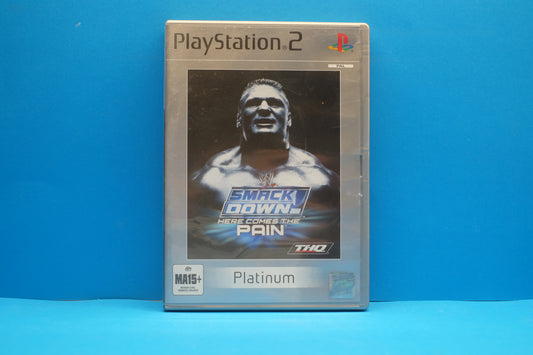 PlayStation 2
PAL
SMACK
DOWN!
HERE COMES THE
PAIN
THQ
MA15+
Platinum